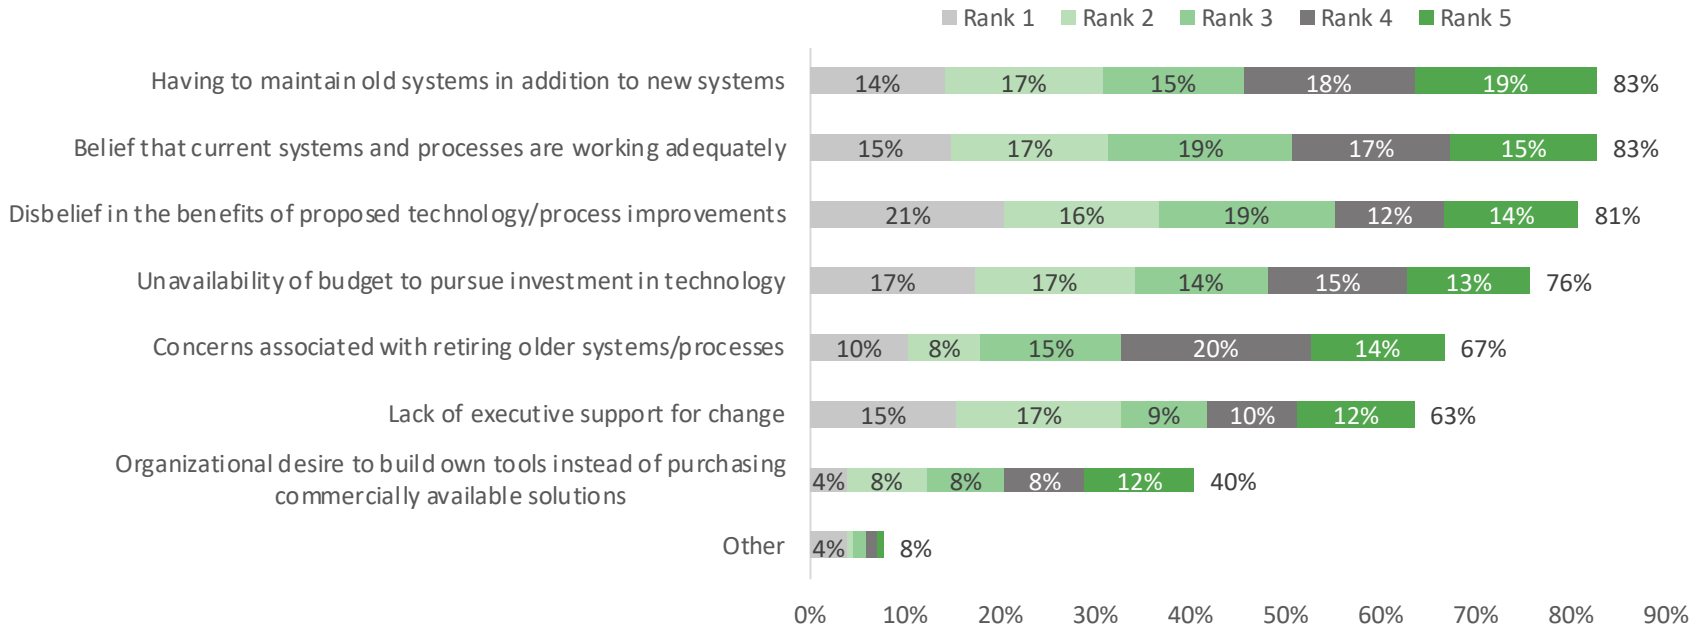 Rank 1 Rank 2 Rank 3 Rank 4 Rank 5
Having to maintain old systems in addition to new systems 14% 17% 15% 18% 19% 83%
Belief that current systems and processes are working adequately 15% 17% 19% 17% 15% 83%
Disbelief in the benefits of proposed technology/process improvements 21% 16% 19% 12% 14% 81%
Unavailability of budget to pursue investment in technology 17% 17% 14% 15% 13% 76%
Concerns associated with retiring older systems/processes 10% 8% 15% 20% 14% 67%
Lack of executive support for change 15% 17% 9% 10% 12% 63%
Organizational desire to build own tools instead of purchasing
commercially available solutions 4% 8% 8% 8% 12% 40%
Other 4% 8%
0% 10% 20% 30% 40% 50% 60% 70% 80% 90%